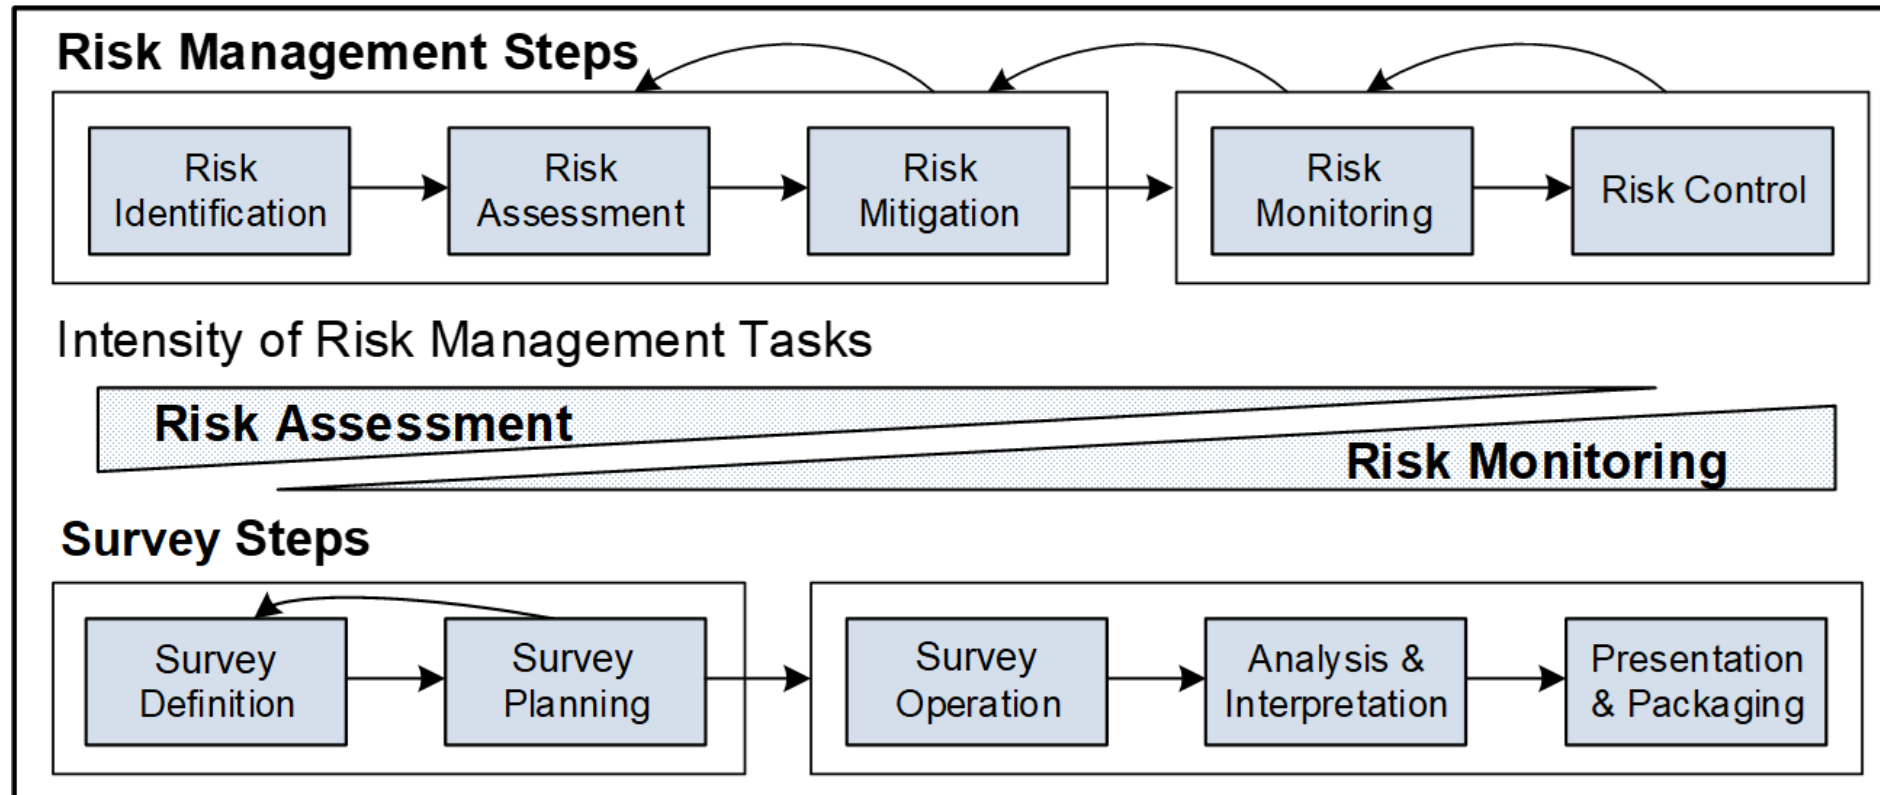 Risk Management Steps
Risk
Identification
Risk
Assessment
Risk
Mitigation
Risk
Monitoring
Risk Control
Intensity of Risk Management Tasks
Risk Assessment
Risk Monitoring
Survey Steps
Survey
Definition
Survey
Planning
Survey
Operation
Analysis &
Interpretation
Presentation
& Packaging